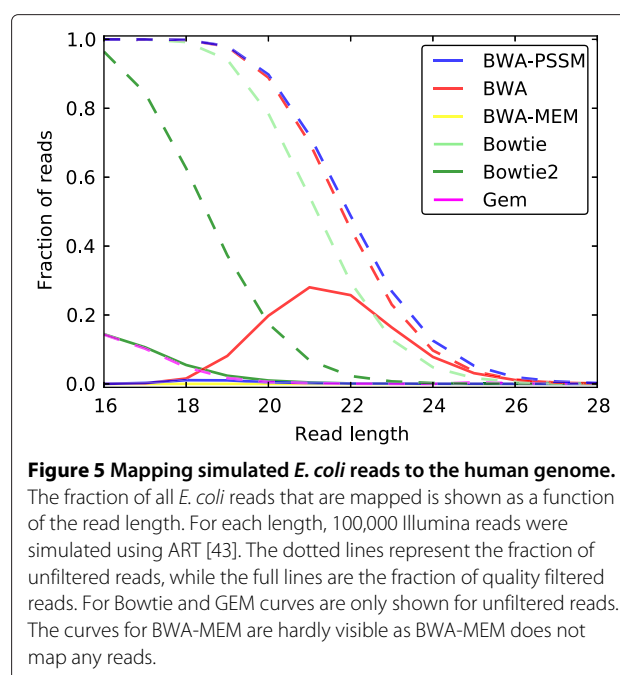 1.0
0.8
0.6
0.4
0.2
0.0
Fraction of reads
BWA-PSSM
BWA
BWA-MEM
Bowtie
Bowtie2
Gem
16 18 20 22 24 26 28
Read length
Figure 5 Mapping simulated E. coli reads to the human genome.
The fraction of all E. coli reads that are mapped is shown as a function
of the read length. For each length, 100,000 Illumina reads were
simulated using ART [43]. The dotted lines represent the fraction of
unfiltered reads, while the full lines are the fraction of quality filtered
reads. For Bowtie and GEM curves are only shown for unfiltered reads.
The curves for BWA-MEM are hardly visible as BWA-MEM does not
map any reads.